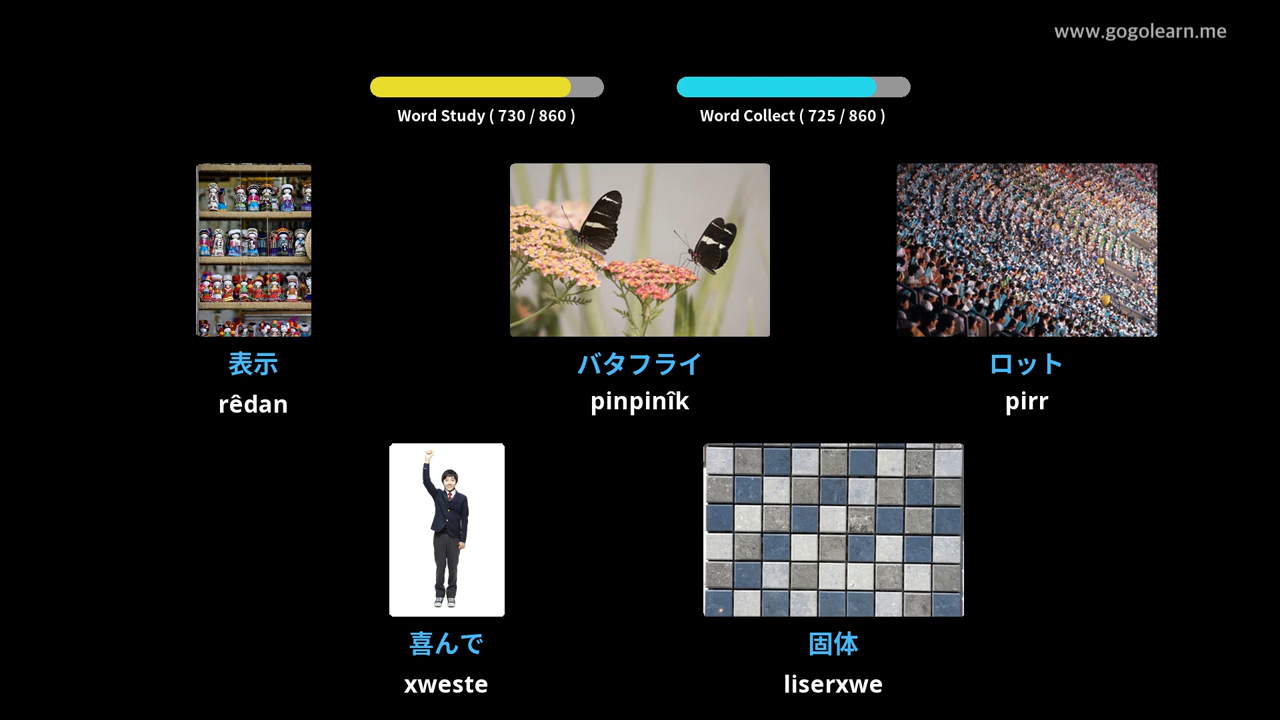 www.gogolearn.me
Word Study ( 730 / 860 )
Word Collect ( 725 / 860 )
表示
rêdan
バタフライ
pinpinîk
ロット
pirr
喜んで
xweste
固体
liserxwe